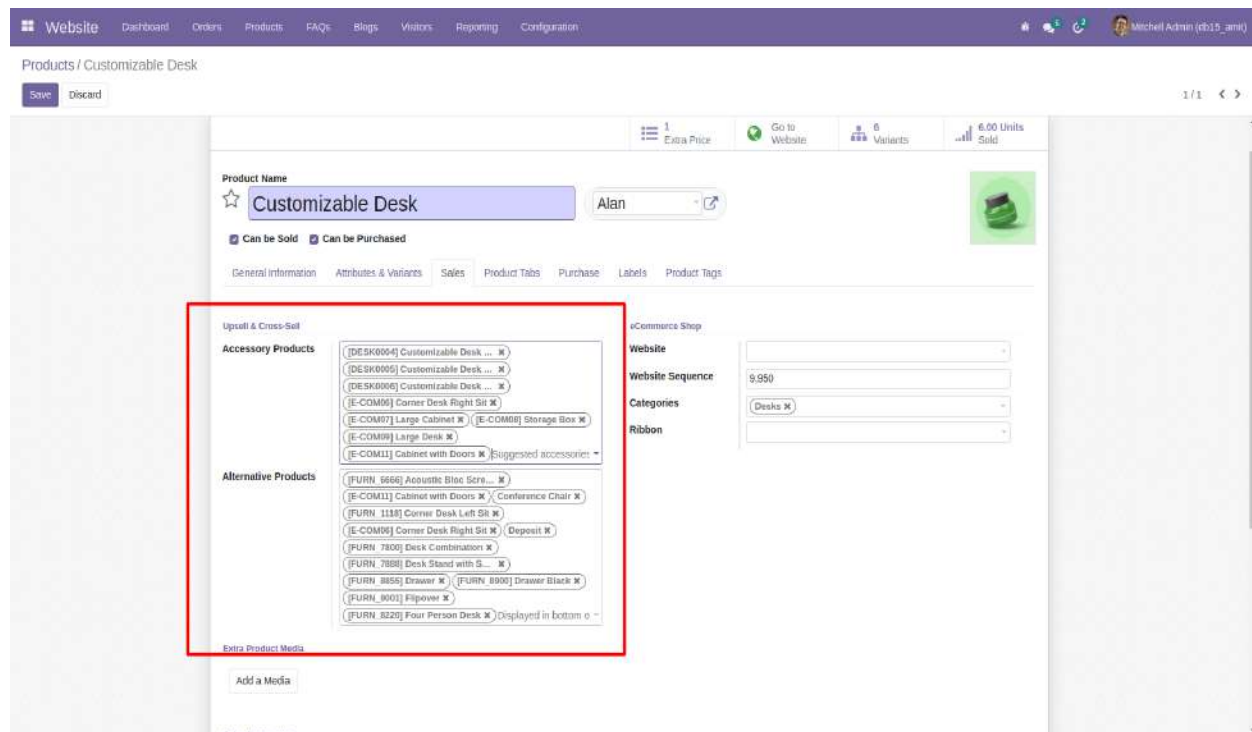 Website Dashboard Orders Products FAQs Blogs Visitors Reporting Configuration 5 2 Mitchell Admin (db15_amit)
Products / Customizable Desk
Save Discard 1 / 1
1 Extra Price Go to Website 6 Variants 6.00 Units Sold
Product Name
Customizable Desk Alan
Can be Sold Can be Purchased
General Information Attributes & Variants Sales Product Tabs Purchase Labels Product Tags
Upsell & Cross-Sell
Accessory Products
[DESK0004] Customizable Desk ...
[DESK0005] Customizable Desk ...
[DESK0006] Customizable Desk ...
[E-COM06] Corner Desk Right Sit
[E-COM07] Large Cabinet [E-COM08] Storage Box
[E-COM09] Large Desk
[E-COM11] Cabinet with Doors Suggested accessories
Alternative Products
[FURN_6666] Acoustic Bloc Scre...
[E-COM11] Cabinet with Doors Conference Chair
[FURN_1118] Corner Desk Left Sit
[E-COM06] Corner Desk Right Sit Deposit
[FURN_7800] Desk Combination
[FURN_7888] Desk Stand with S...
[FURN_8855] Drawer [FURN_8900] Drawer Black
[FURN_9001] Flipover
[FURN_8220] Four Person Desk Displayed in bottom o
eCommerce Shop
Website
Website Sequence 9,950
Categories Desks
Ribbon
Extra Product Media
Add a Media